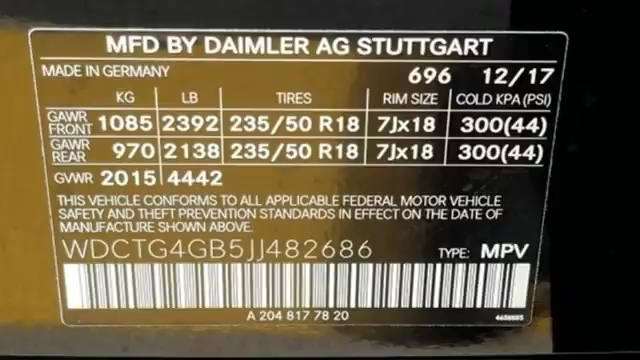 MFD BY DAIMLER AG STUTTGART
MADE IN GERMANY 696 12/17
KG LB TIRES RIM SIZE COLD KPA (PSI)
GAWR FRONT 1085 2392 235/50 R18 7Jx18 300(44)
GAWR REAR 970 2138 235/50 R18 7Jx18 300(44)
GVWR 2015 4442
THIS VEHICLE CONFORMS TO ALL APPLICABLE FEDERAL MOTOR VEHICLE
SAFETY AND THEFT PREVENTION STANDARDS IN EFFECT ON THE DATE OF
MANUFACTURE SHOWN ABOVE.
WDCTG4GB5JJ482686 TYPE: MPV
A 204 817 78 20